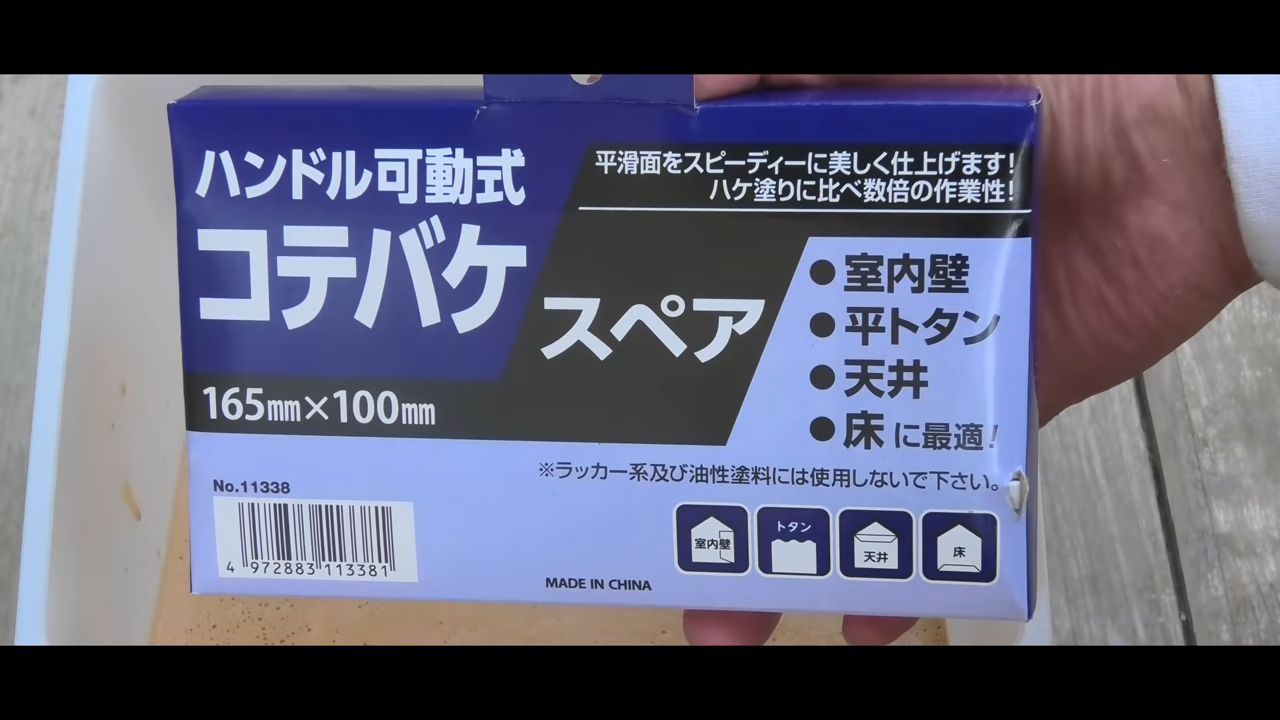 ハンドル可動式
コテバケ
スペア
165mm×100mm
平滑面をスピーディーに美しく仕上げます!
ハケ塗りに比べ数倍の作業性!
●室内壁
●平トタン
●天井
●床に最適!
※ラッカー系及び油性塗料には使用しないで下さい。
No.11338
4 972883 113381
室内壁
トタン
天井
床
MADE IN CHINA